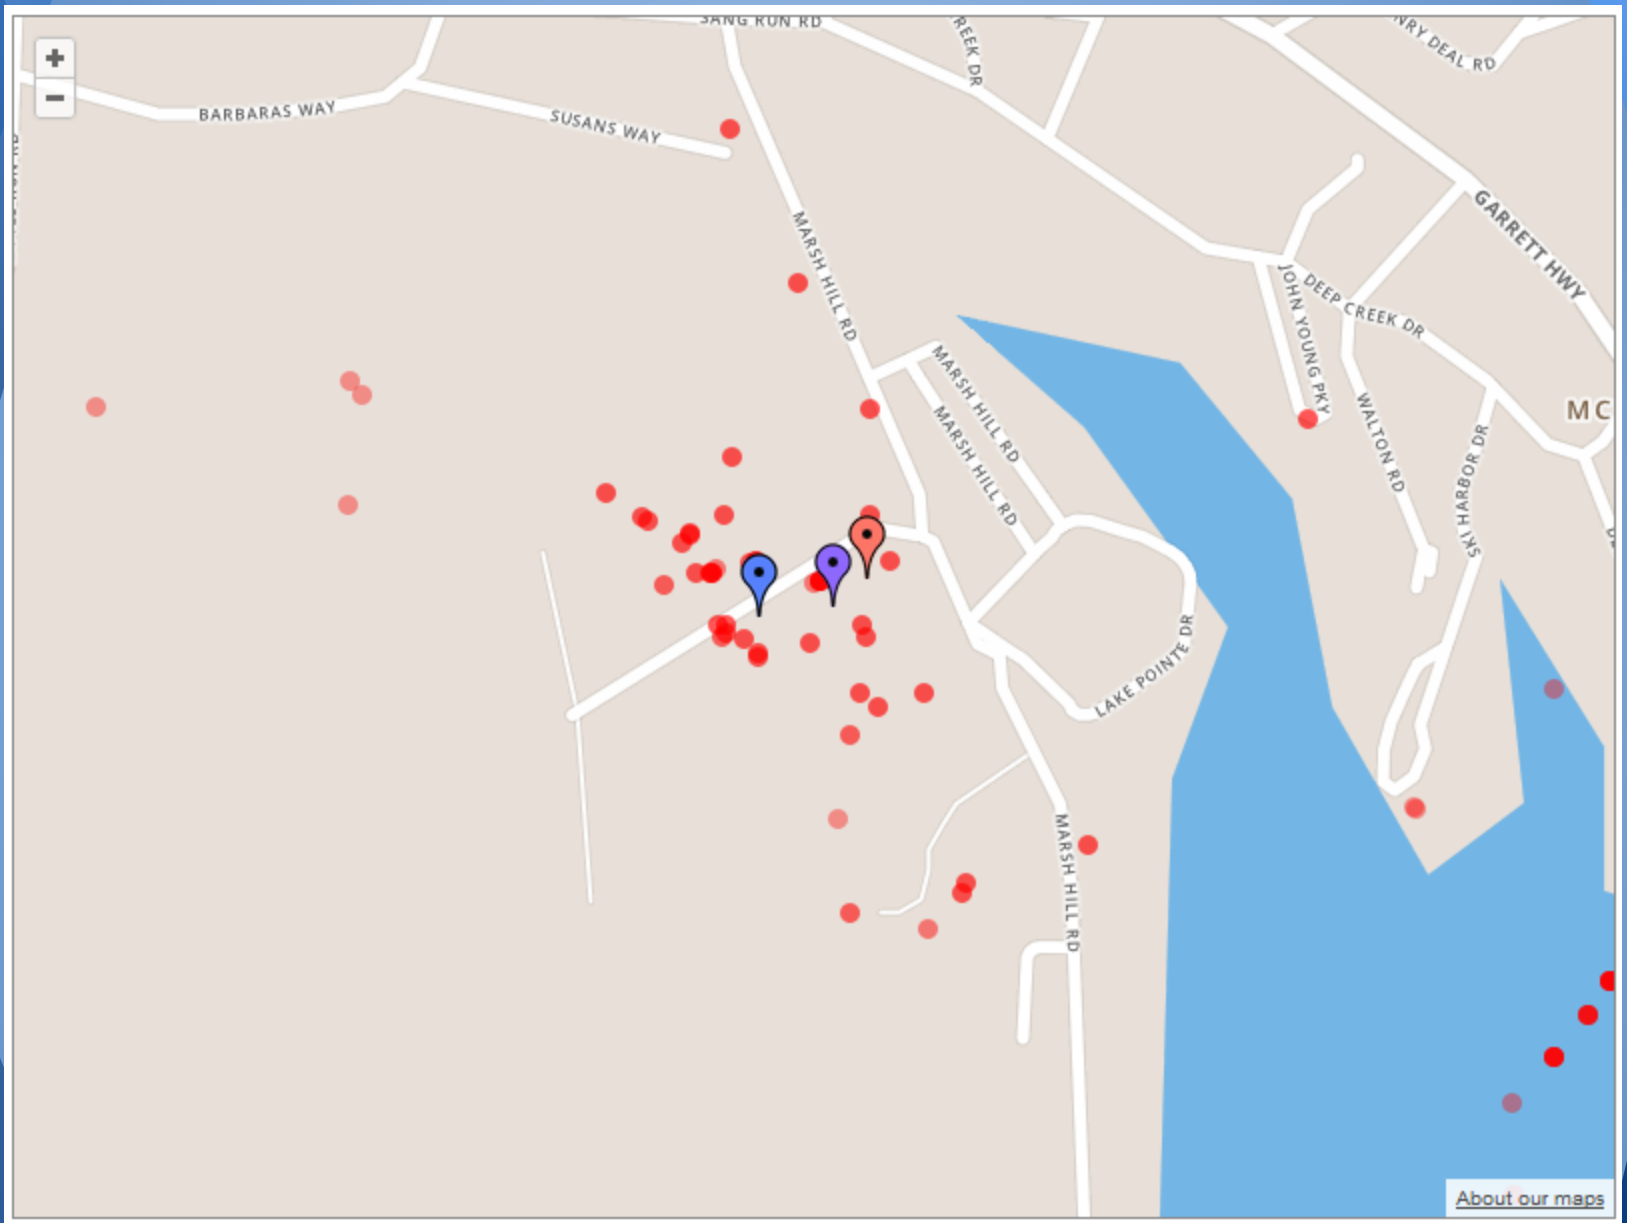 SANG RUN RD
REEK DR
NRY DEAL RD
+
−
BARBARAS WAY
SUSANS WAY
MARSH HILL RD
GARRETT HWY
JOHN YOUNG PKY
DEEP CREEK DR
MARSH HILL RD
MARSH HILL RD
WALTON RD
MC
SKI HARBOR DR
LAKE POINTE DR
MARSH HILL RD
About our maps